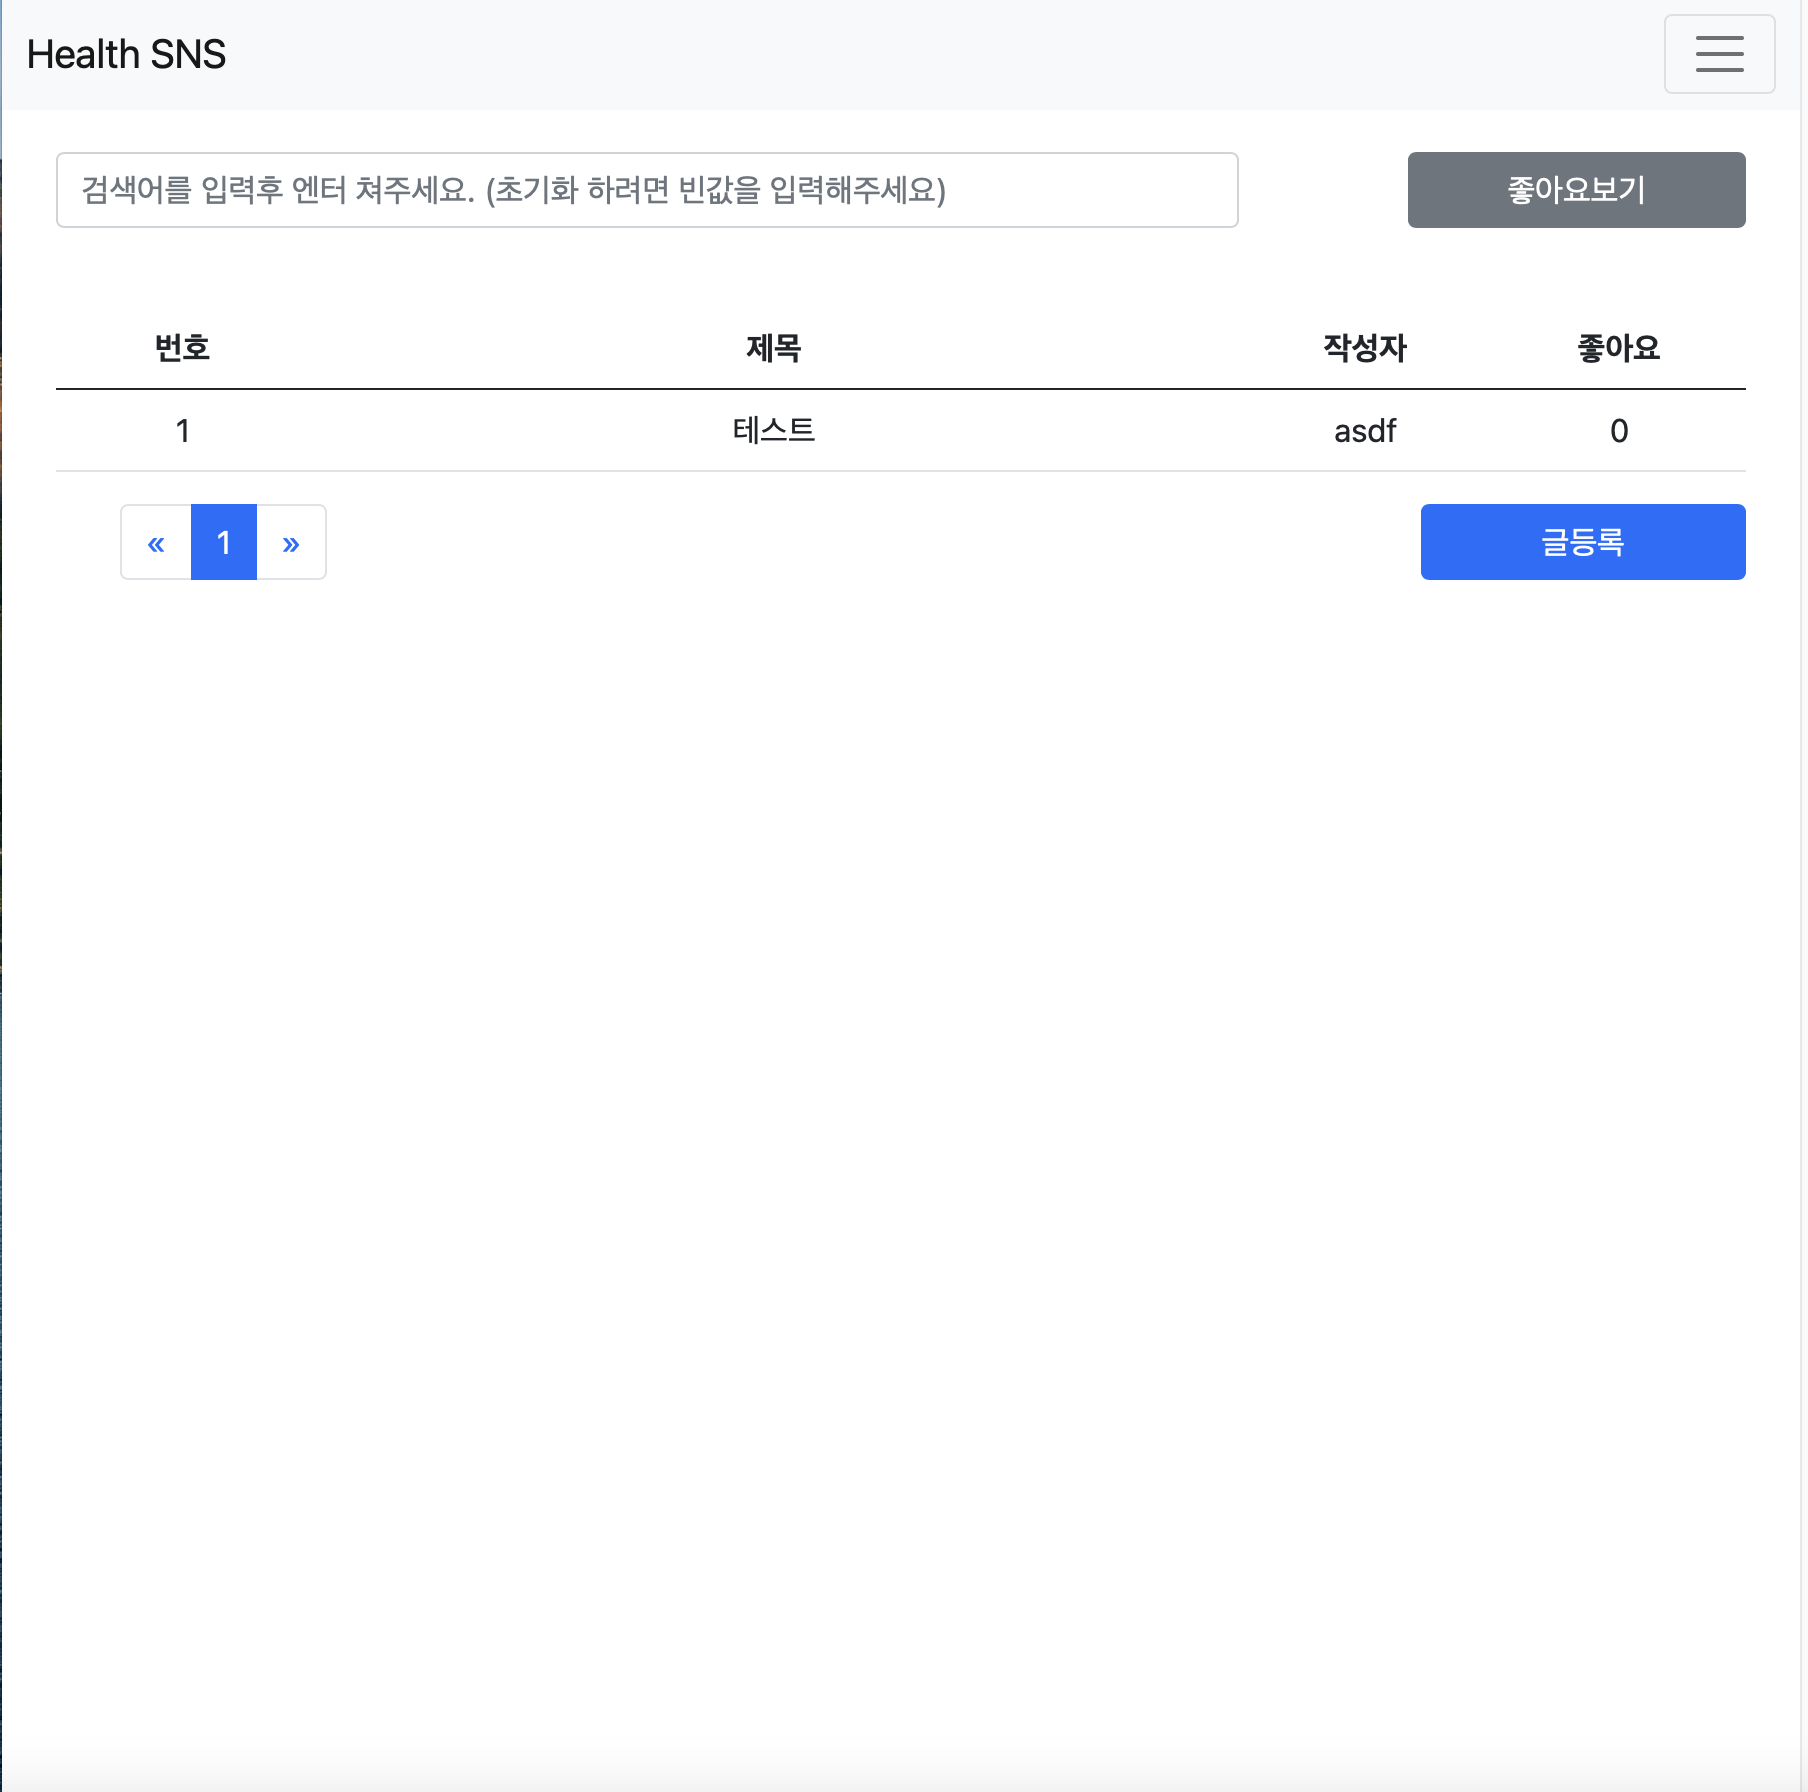 Health SNS
검색어를 입력후 엔터 쳐주세요. (초기화 하려면 빈값을 입력해주세요)
좋아요보기
번호 제목 작성자 좋아요
1 테스트 asdf 0
« 1 »
글등록